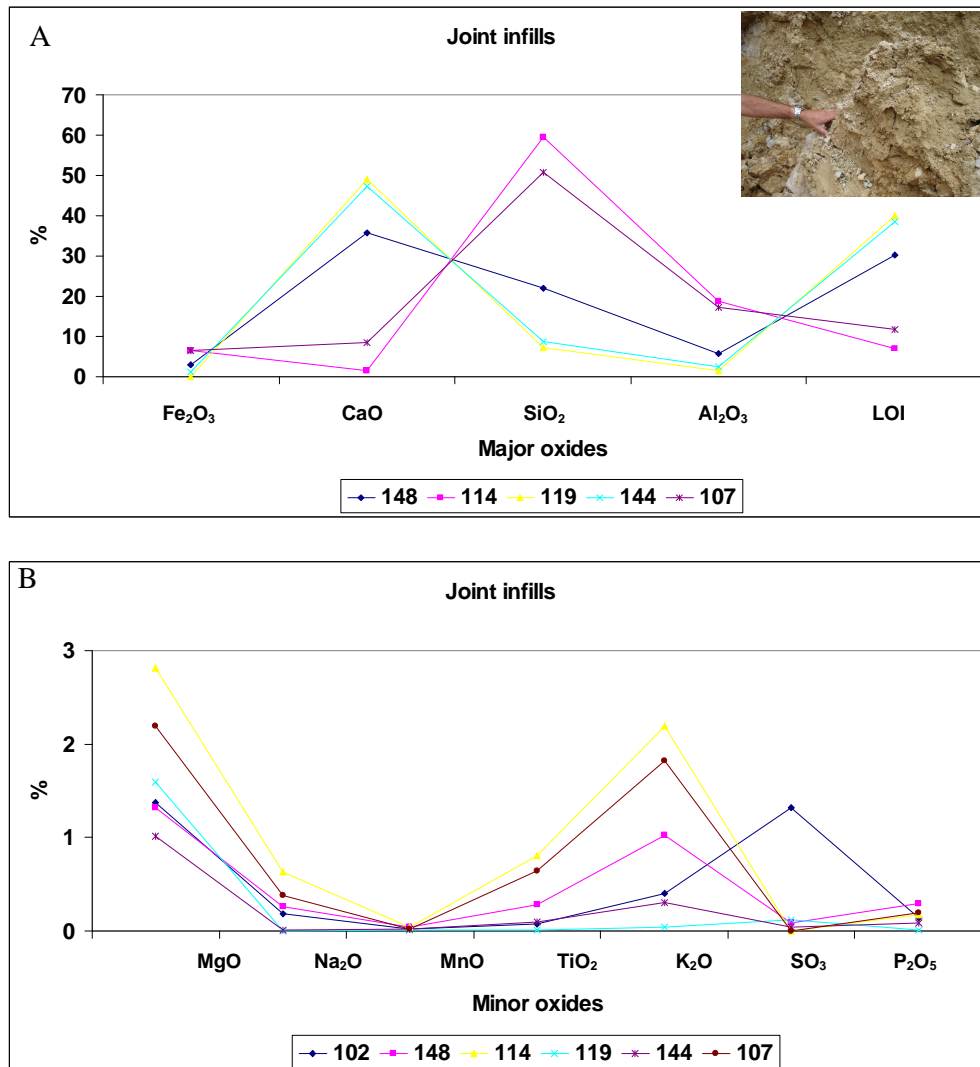 A
Joint infills
70
60
50
40
30
20
10
0
%
Fe₂O₃ CaO SiO₂ Al₂O₃ LOI
Major oxides
148 114 119 144 107
B
Joint infills
3
2
1
0
%
MgO Na₂O MnO TiO₂ K₂O SO₃ P₂O₅
Minor oxides
102 148 114 119 144 107